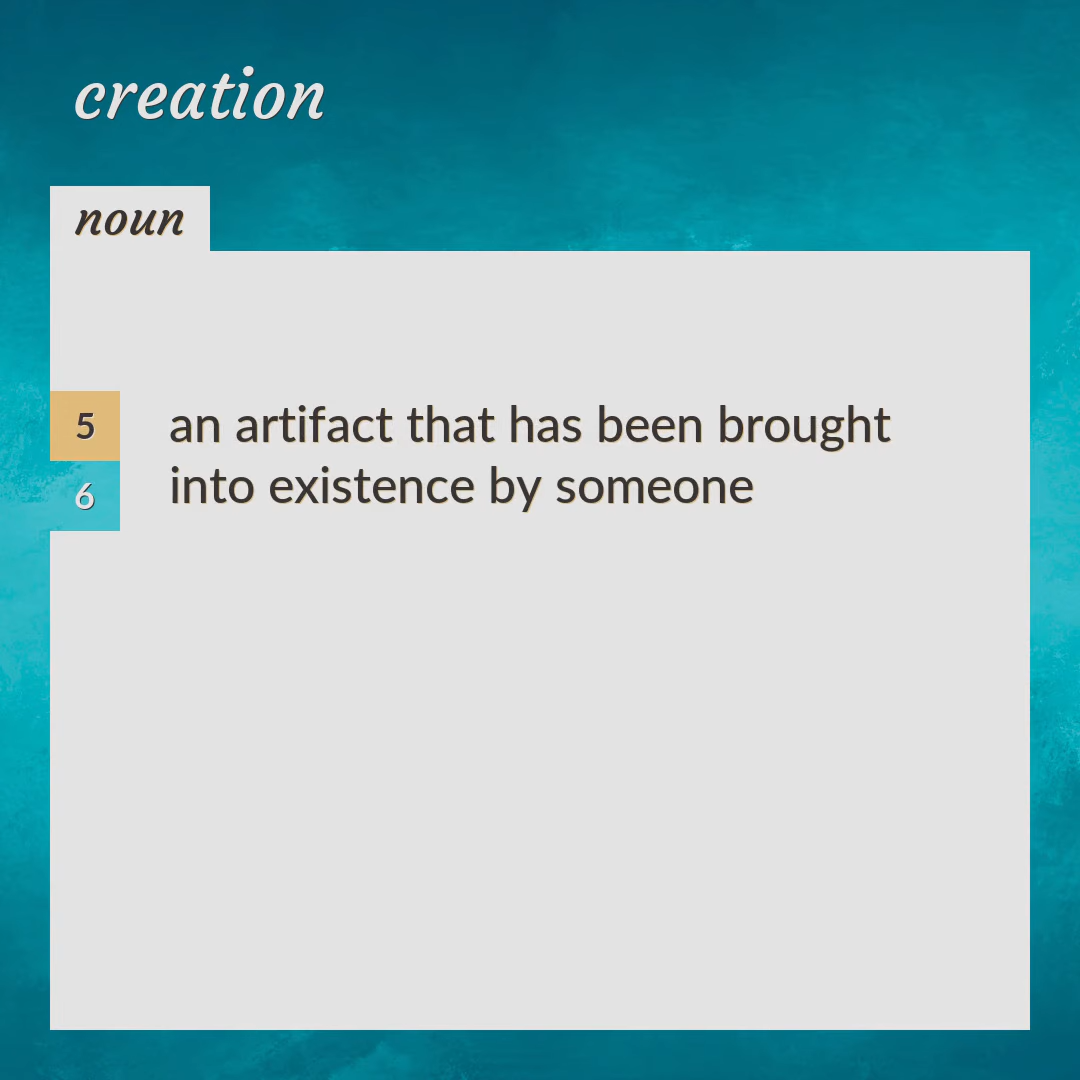 creation
noun
5
an artifact that has been brought
6
into existence by someone